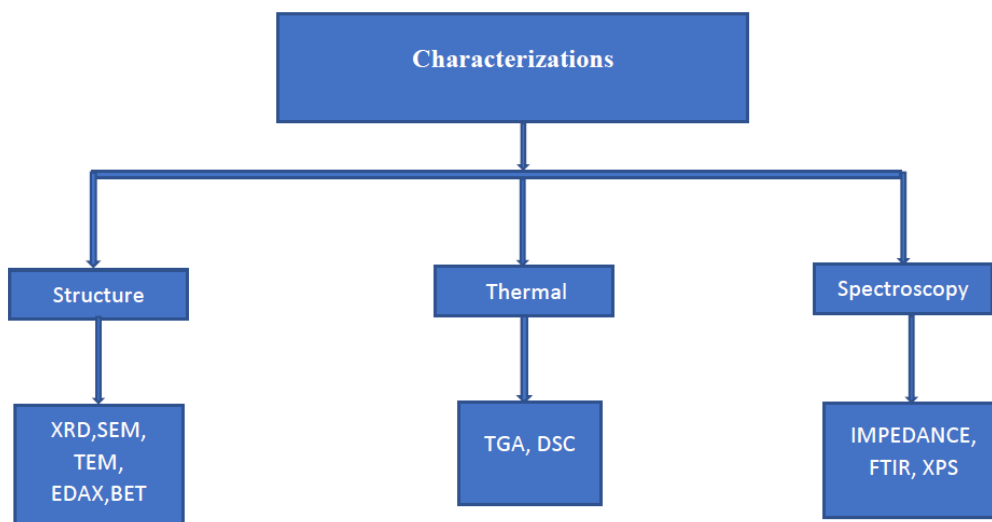 Characterizations
Structure
Thermal
Spectroscopy
XRD,SEM,
TEM,
EDAX,BET
TGA, DSC
IMPEDANCE,
FTIR, XPS